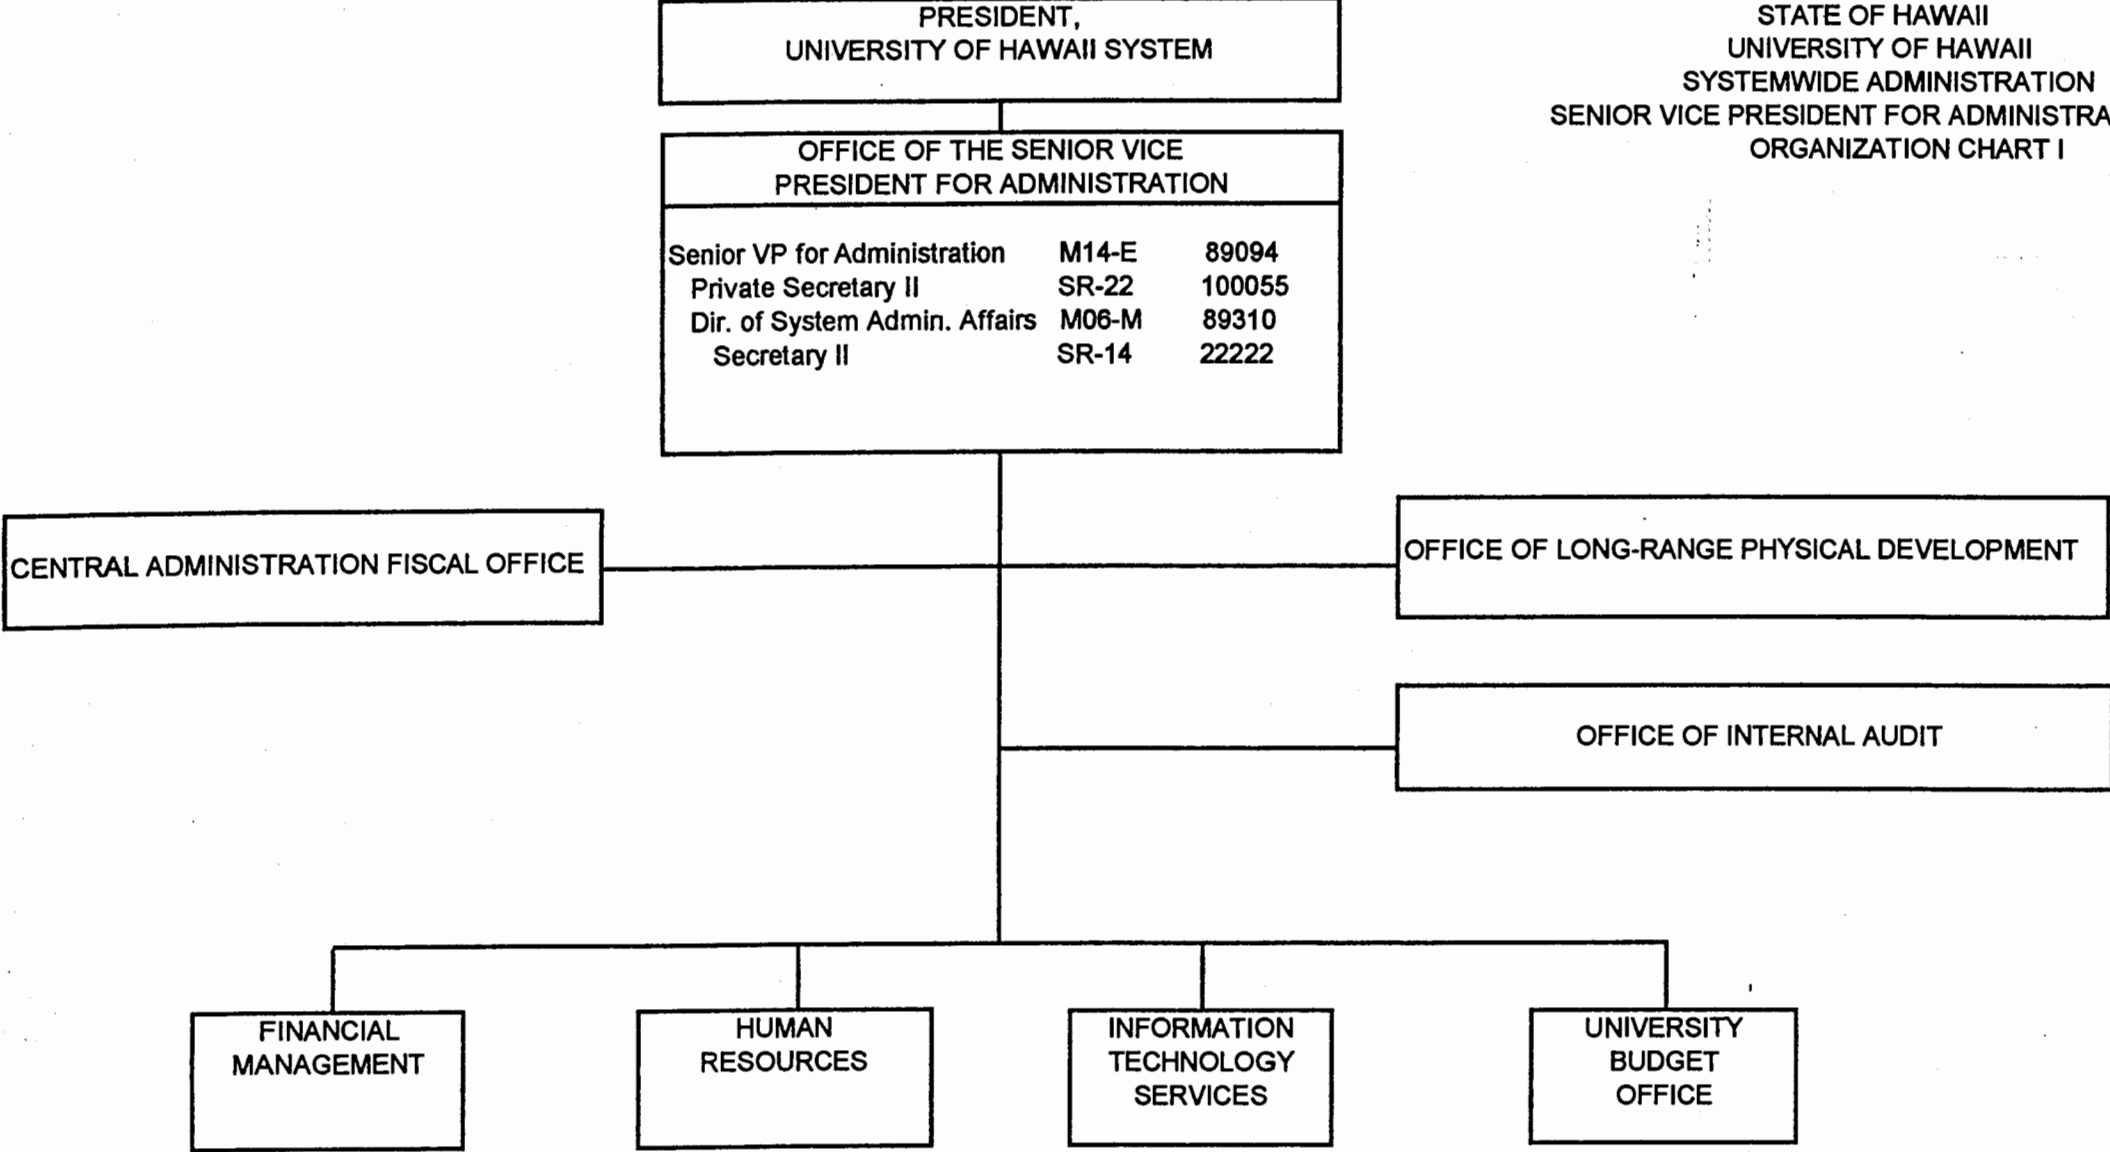 PRESIDENT,
UNIVERSITY OF HAWAII SYSTEM
STATE OF HAWAII
UNIVERSITY OF HAWAII
SYSTEMWIDE ADMINISTRATION
SENIOR VICE PRESIDENT FOR ADMINISTRA
ORGANIZATION CHART I
OFFICE OF THE SENIOR VICE
PRESIDENT FOR ADMINISTRATION
Senior VP for Administration M14-E 89094
Private Secretary II SR-22 100055
Dir. of System Admin. Affairs M06-M 89310
Secretary II SR-14 22222
CENTRAL ADMINISTRATION FISCAL OFFICE
OFFICE OF LONG-RANGE PHYSICAL DEVELOPMENT
OFFICE OF INTERNAL AUDIT
FINANCIAL
MANAGEMENT
HUMAN
RESOURCES
INFORMATION
TECHNOLOGY
SERVICES
UNIVERSITY
BUDGET
OFFICE